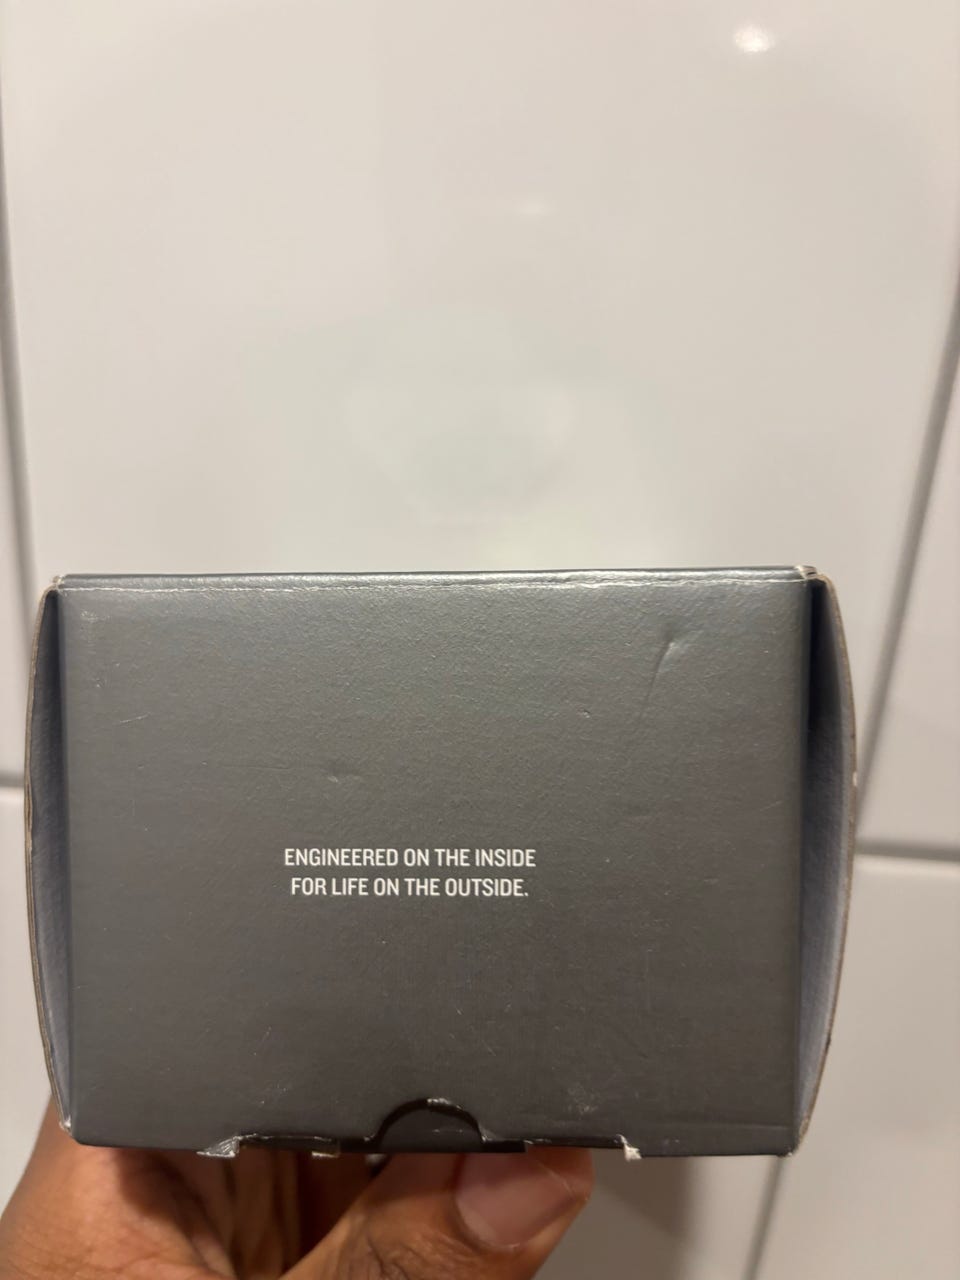 ENGINEERED ON THE INSIDE
FOR LIFE ON THE OUTSIDE.